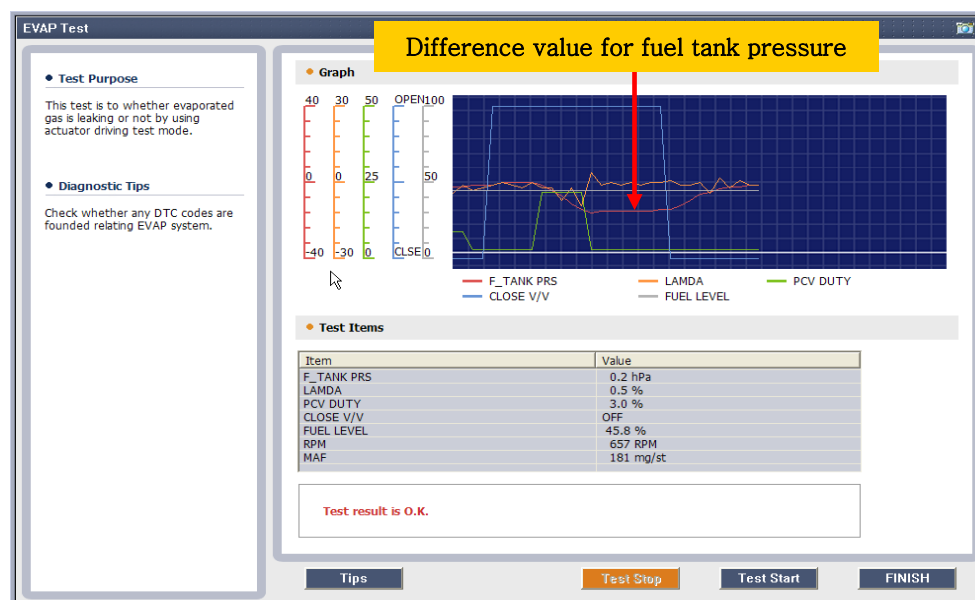 EVAP Test
Difference value for fuel tank pressure
Test Purpose
This test is to whether evaporated
gas is leaking or not by using
actuator driving test mode.
Diagnostic Tips
Check whether any DTC codes are
founded relating EVAP system.
Graph
40 30 50 OPEN 100
0 0 25 50
-40 -30 0 CLSE 0
F_TANK PRS LAMDA PCV DUTY
CLOSE V/V FUEL LEVEL
Test Items
Item Value
F_TANK PRS 0.2 hPa
LAMDA 0.5 %
PCV DUTY 3.0 %
CLOSE V/V OFF
FUEL LEVEL 45.8 %
RPM 657 RPM
MAF 181 mg/st
Test result is O.K.
Tips Test Stop Test Start FINISH